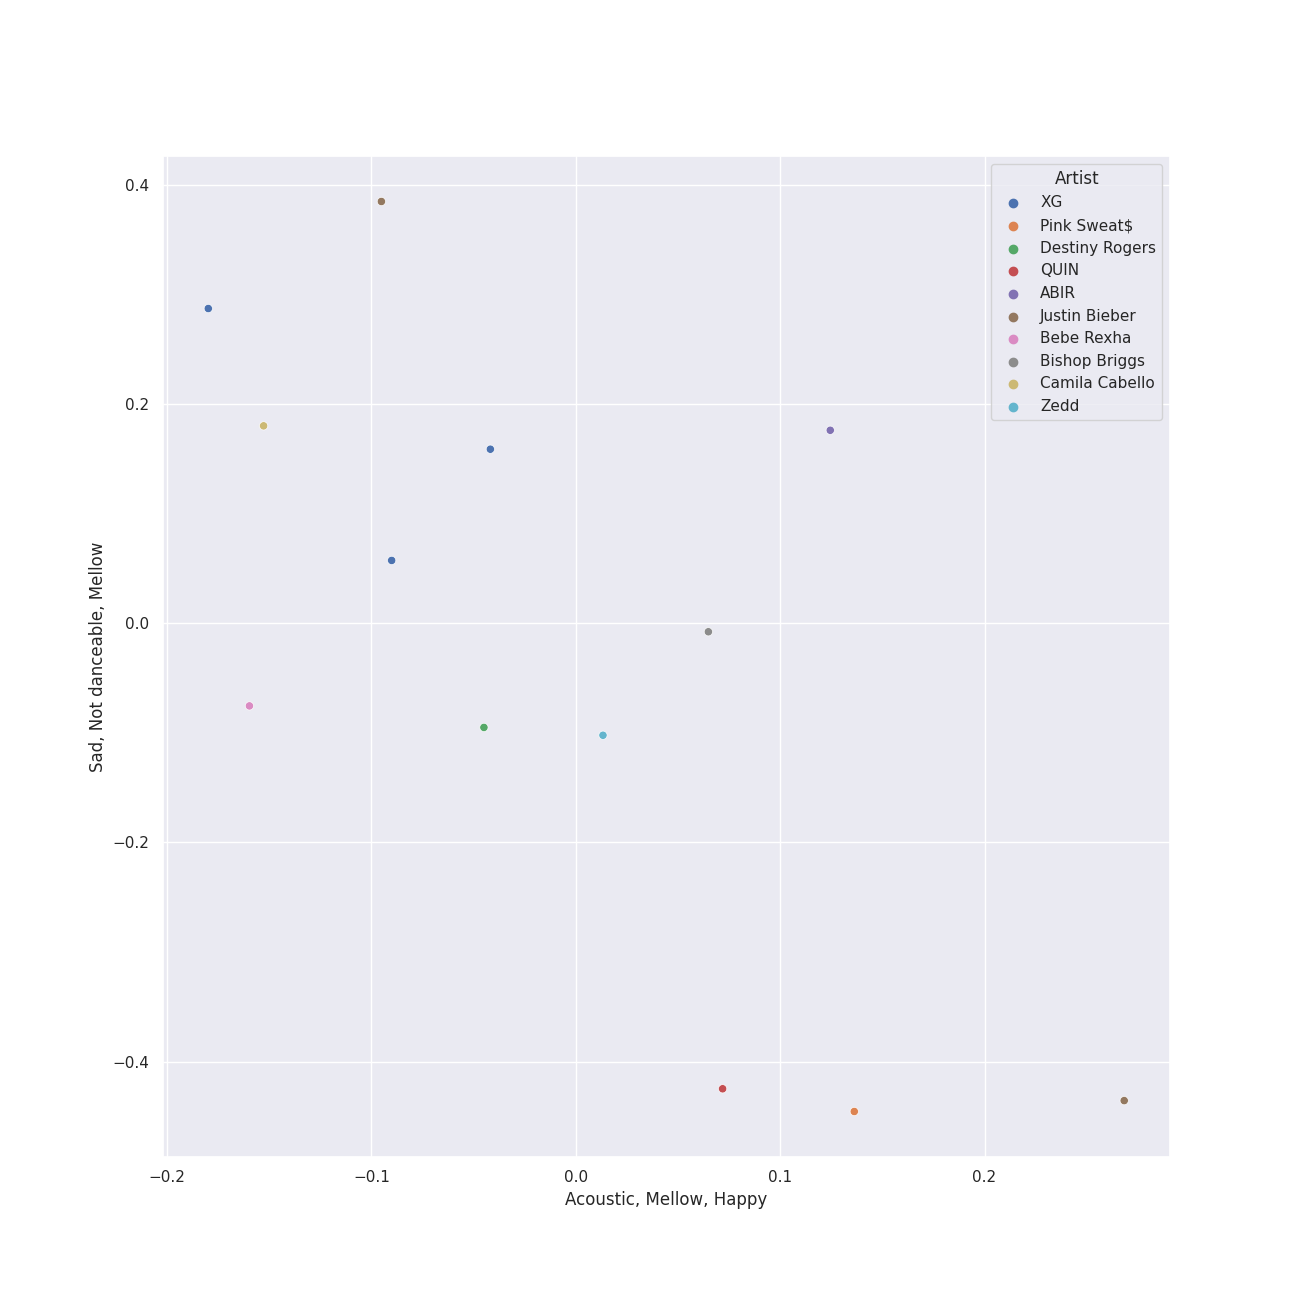 Artist
XG
Pink Sweat$
Destiny Rogers
QUIN
ABIR
Justin Bieber
Bebe Rexha
Bishop Briggs
Camila Cabello
Zedd
0.4
0.2
0.0
−0.2
−0.4
Sad, Not danceable, Mellow
−0.2 −0.1 0.0 0.1 0.2
Acoustic, Mellow, Happy